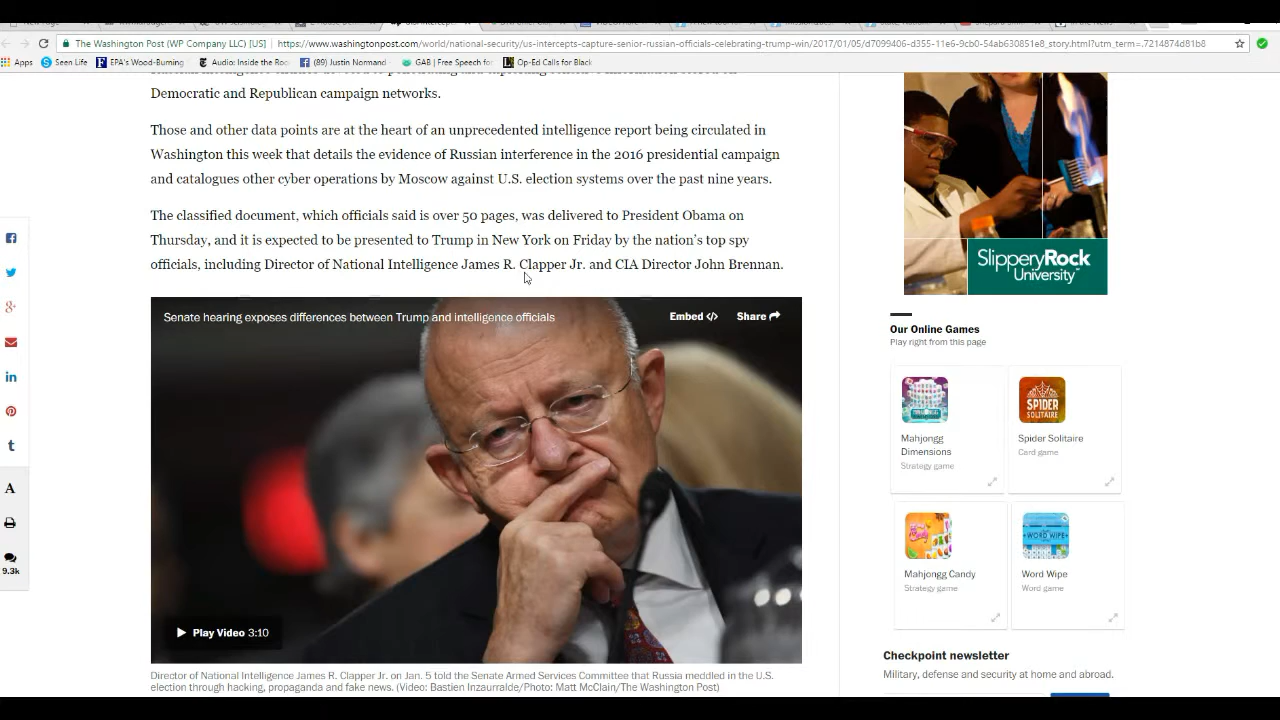 The Washington Post (WP Company LLC) [US]
https://www.washingtonpost.com/world/national-security/us-intercepts-capture-senior-russian-officials-celebrating-trump-win/2017/01/05/d7099406-d355-11e6-9cb0-54ab630851e8_story.html?utm_term=.7214874d81b8
Apps
Seen Life
EPA's Wood-Burning
Audio: Inside the Roo
(89) Justin Normand
GAB | Free Speech fo
Op-Ed Calls for Black
Democratic and Republican campaign networks.
Those and other data points are at the heart of an unprecedented intelligence report being circulated in
Washington this week that details the evidence of Russian interference in the 2016 presidential campaign
and catalogues other cyber operations by Moscow against U.S. election systems over the past nine years.
The classified document, which officials said is over 50 pages, was delivered to President Obama on
Thursday, and it is expected to be presented to Trump in New York on Friday by the nation's top spy
officials, including Director of National Intelligence James R. Clapper Jr. and CIA Director John Brennan.
Senate hearing exposes differences between Trump and intelligence officials
Embed </>
Share
Play Video 3:10
Director of National Intelligence James R. Clapper Jr. on Jan. 5 told the Senate Armed Services Committee that Russia meddled in the U.S.
election through hacking, propaganda and fake news. (Video: Bastien Inzaurralde/Photo: Matt McClain/The Washington Post)
A
9.3k
SlipperyRock
University
Our Online Games
Play right from this page
Mahjongg
Dimensions
Strategy game
SPIDER
SOLITAIRE
Spider Solitaire
Card game
Mahjongg Candy
Strategy game
WORD WIPE
Word Wipe
Word game
Checkpoint newsletter
Military, defense and security at home and abroad.